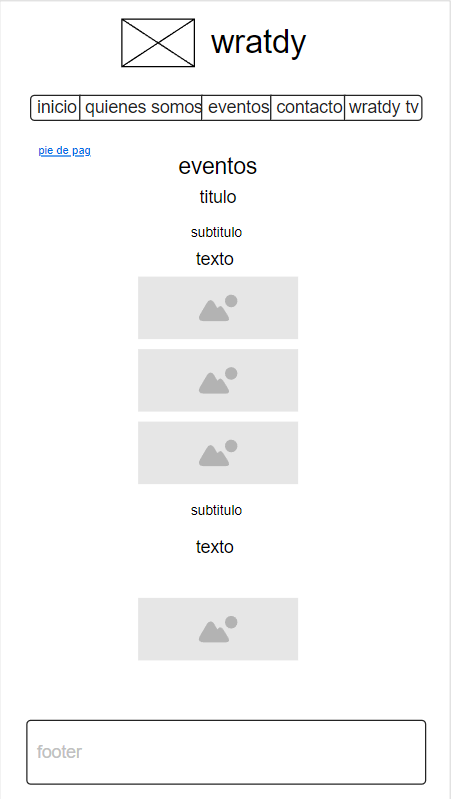 wratdy
inicio quienes somos eventos contacto wratdy tv
pie de pag
eventos
titulo
subtitulo
texto
subtitulo
texto
footer